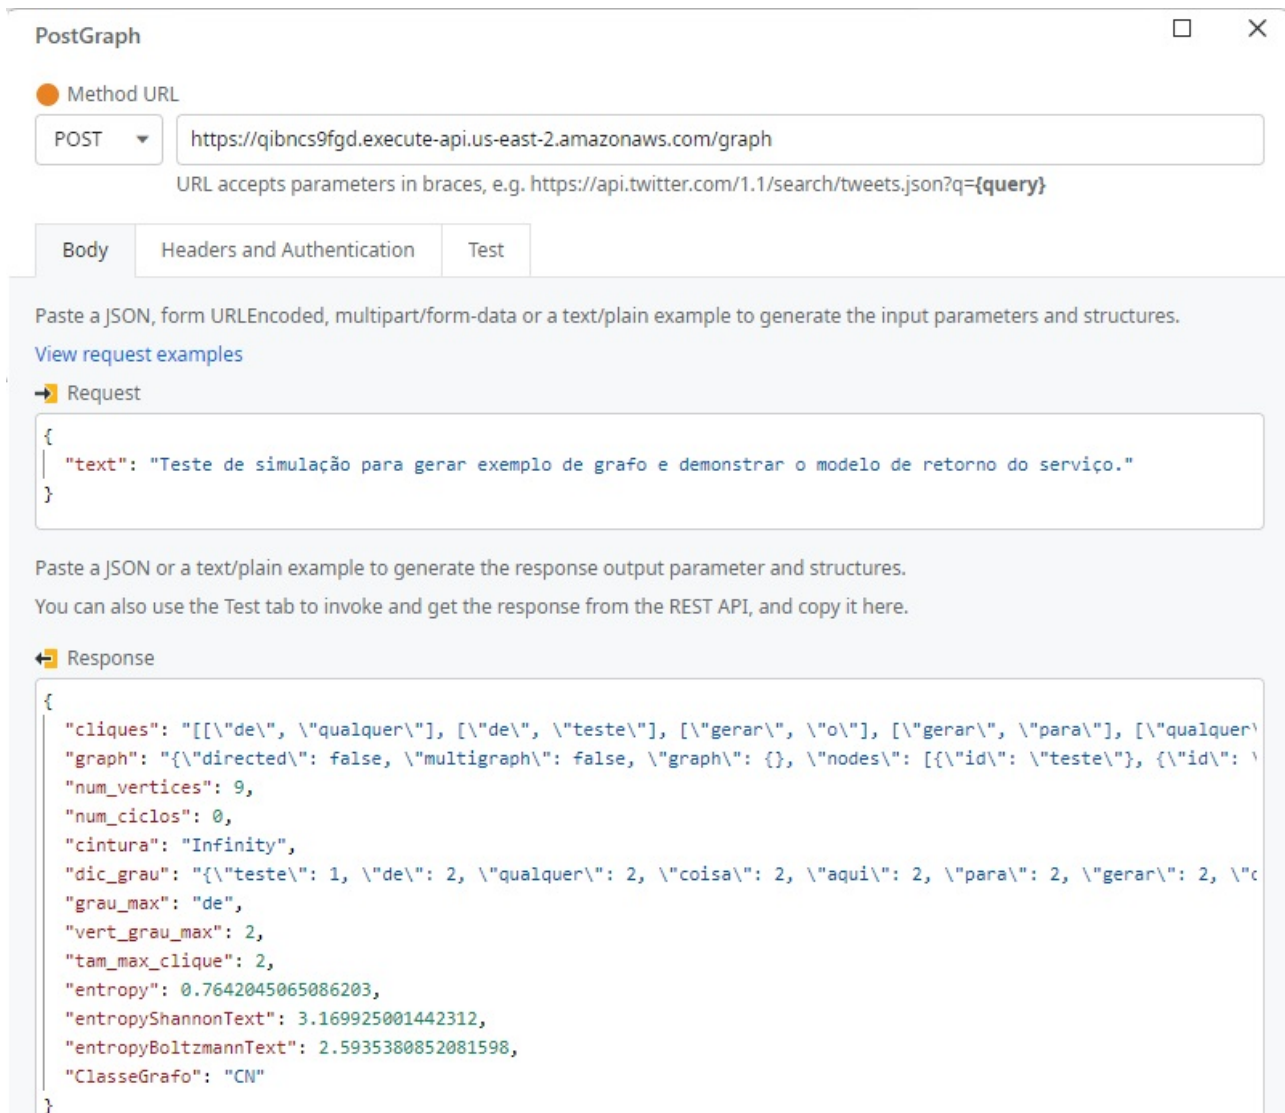 PostGraph
Method URL
POST
https://qibncs9fgd.execute-api.us-east-2.amazonaws.com/graph
URL accepts parameters in braces, e.g. https://api.twitter.com/1.1/search/tweets.json?q={query}
Body Headers and Authentication Test
Paste a JSON, form URLEncoded, multipart/form-data or a text/plain example to generate the input parameters and structures.
View request examples
Request
{
"text": "Teste de simulação para gerar exemplo de grafo e demonstrar o modelo de retorno do serviço."
}
Paste a JSON or a text/plain example to generate the response output parameter and structures.
You can also use the Test tab to invoke and get the response from the REST API, and copy it here.
Response
{
"cliques": "[[\"de\", \"qualquer\"], [\"de\", \"teste\"], [\"gerar\", \"o\"], [\"gerar\", \"para\"], [\"qualquer\
"graph": "{\"directed\": false, \"multigraph\": false, \"graph\": {}, \"nodes\": [{\"id\": \"teste\"}, {\"id\": \
"num_vertices": 9,
"num_ciclos": 0,
"cintura": "Infinity",
"dic_grau": "{\"teste\": 1, \"de\": 2, \"qualquer\": 2, \"coisa\": 2, \"aqui\": 2, \"para\": 2, \"gerar\": 2, \"
"grau_max": "de",
"vert_grau_max": 2,
"tam_max_clique": 2,
"entropy": 0.7642045065086203,
"entropyShannonText": 3.169925001442312,
"entropyBoltzmannText": 2.5935380852081598,
"ClasseGrafo": "CN"
}